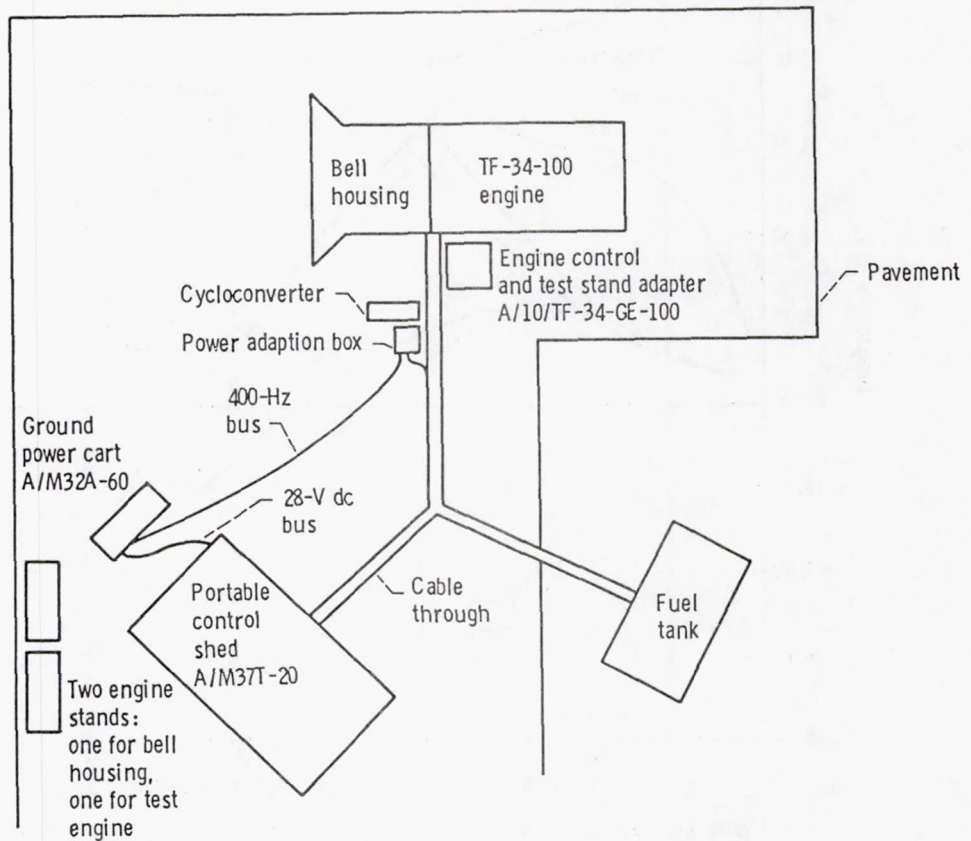 Bell
housing
TF-34-100
engine
Engine control
and test stand adapter
A/10/TF-34-GE-100
Pavement
Cycloconverter
Power adaption box
400-Hz
bus
Ground
power cart
A/M32A-60
28-V dc
bus
Portable
control
shed
A/M37T-20
Cable
through
Fuel
tank
Two engine
stands:
one for bell
housing,
one for test
engine